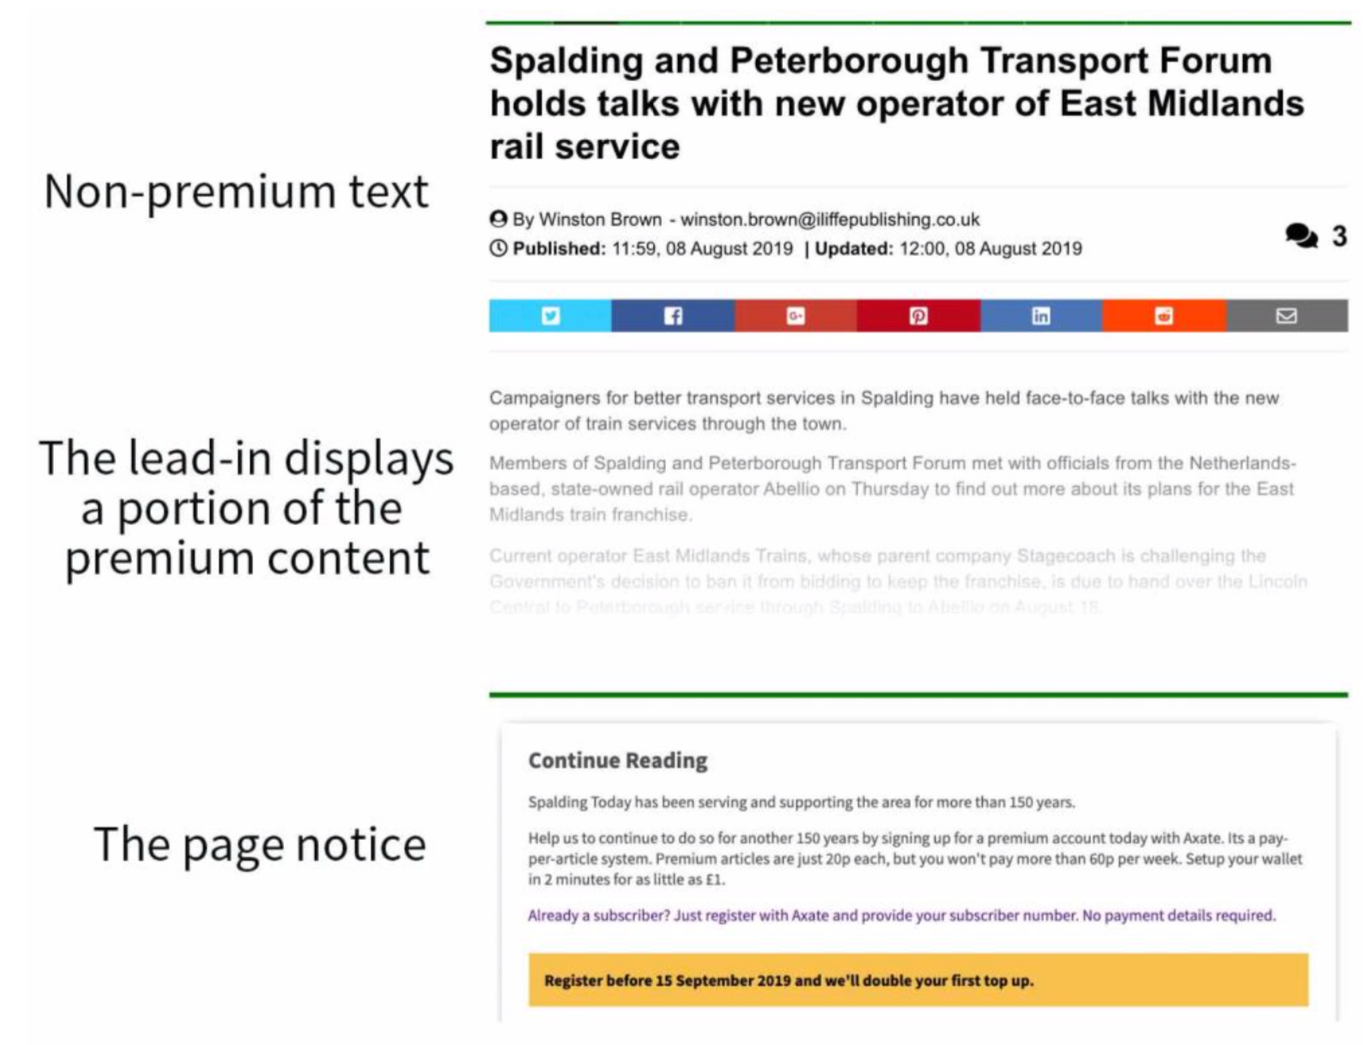 Spalding and Peterborough Transport Forum
holds talks with new operator of East Midlands
rail service
Non-premium text
By Winston Brown - winston.brown@iliffepublishing.co.uk
Published: 11:59, 08 August 2019 | Updated: 12:00, 08 August 2019
3
Campaigners for better transport services in Spalding have held face-to-face talks with the new
operator of train services through the town.
The lead-in displays
a portion of the
premium content
Members of Spalding and Peterborough Transport Forum met with officials from the Netherlands-
based, state-owned rail operator Abellio on Thursday to find out more about its plans for the East
Midlands train franchise.
Current operator East Midlands Trains, whose parent company Stagecoach is challenging the
Government's decision to ban it from bidding to keep the franchise, is due to hand over the Lincoln
Central to Peterborough service through Spalding to Abellio on August 18.
The page notice
Continue Reading
Spalding Today has been serving and supporting the area for more than 150 years.
Help us to continue to do so for another 150 years by signing up for a premium account today with Axate. Its a pay-
per-article system. Premium articles are just 20p each, but you won't pay more than 60p per week. Setup your wallet
in 2 minutes for as little as £1.
Already a subscriber? Just register with Axate and provide your subscriber number. No payment details required.
Register before 15 September 2019 and we'll double your first top up.